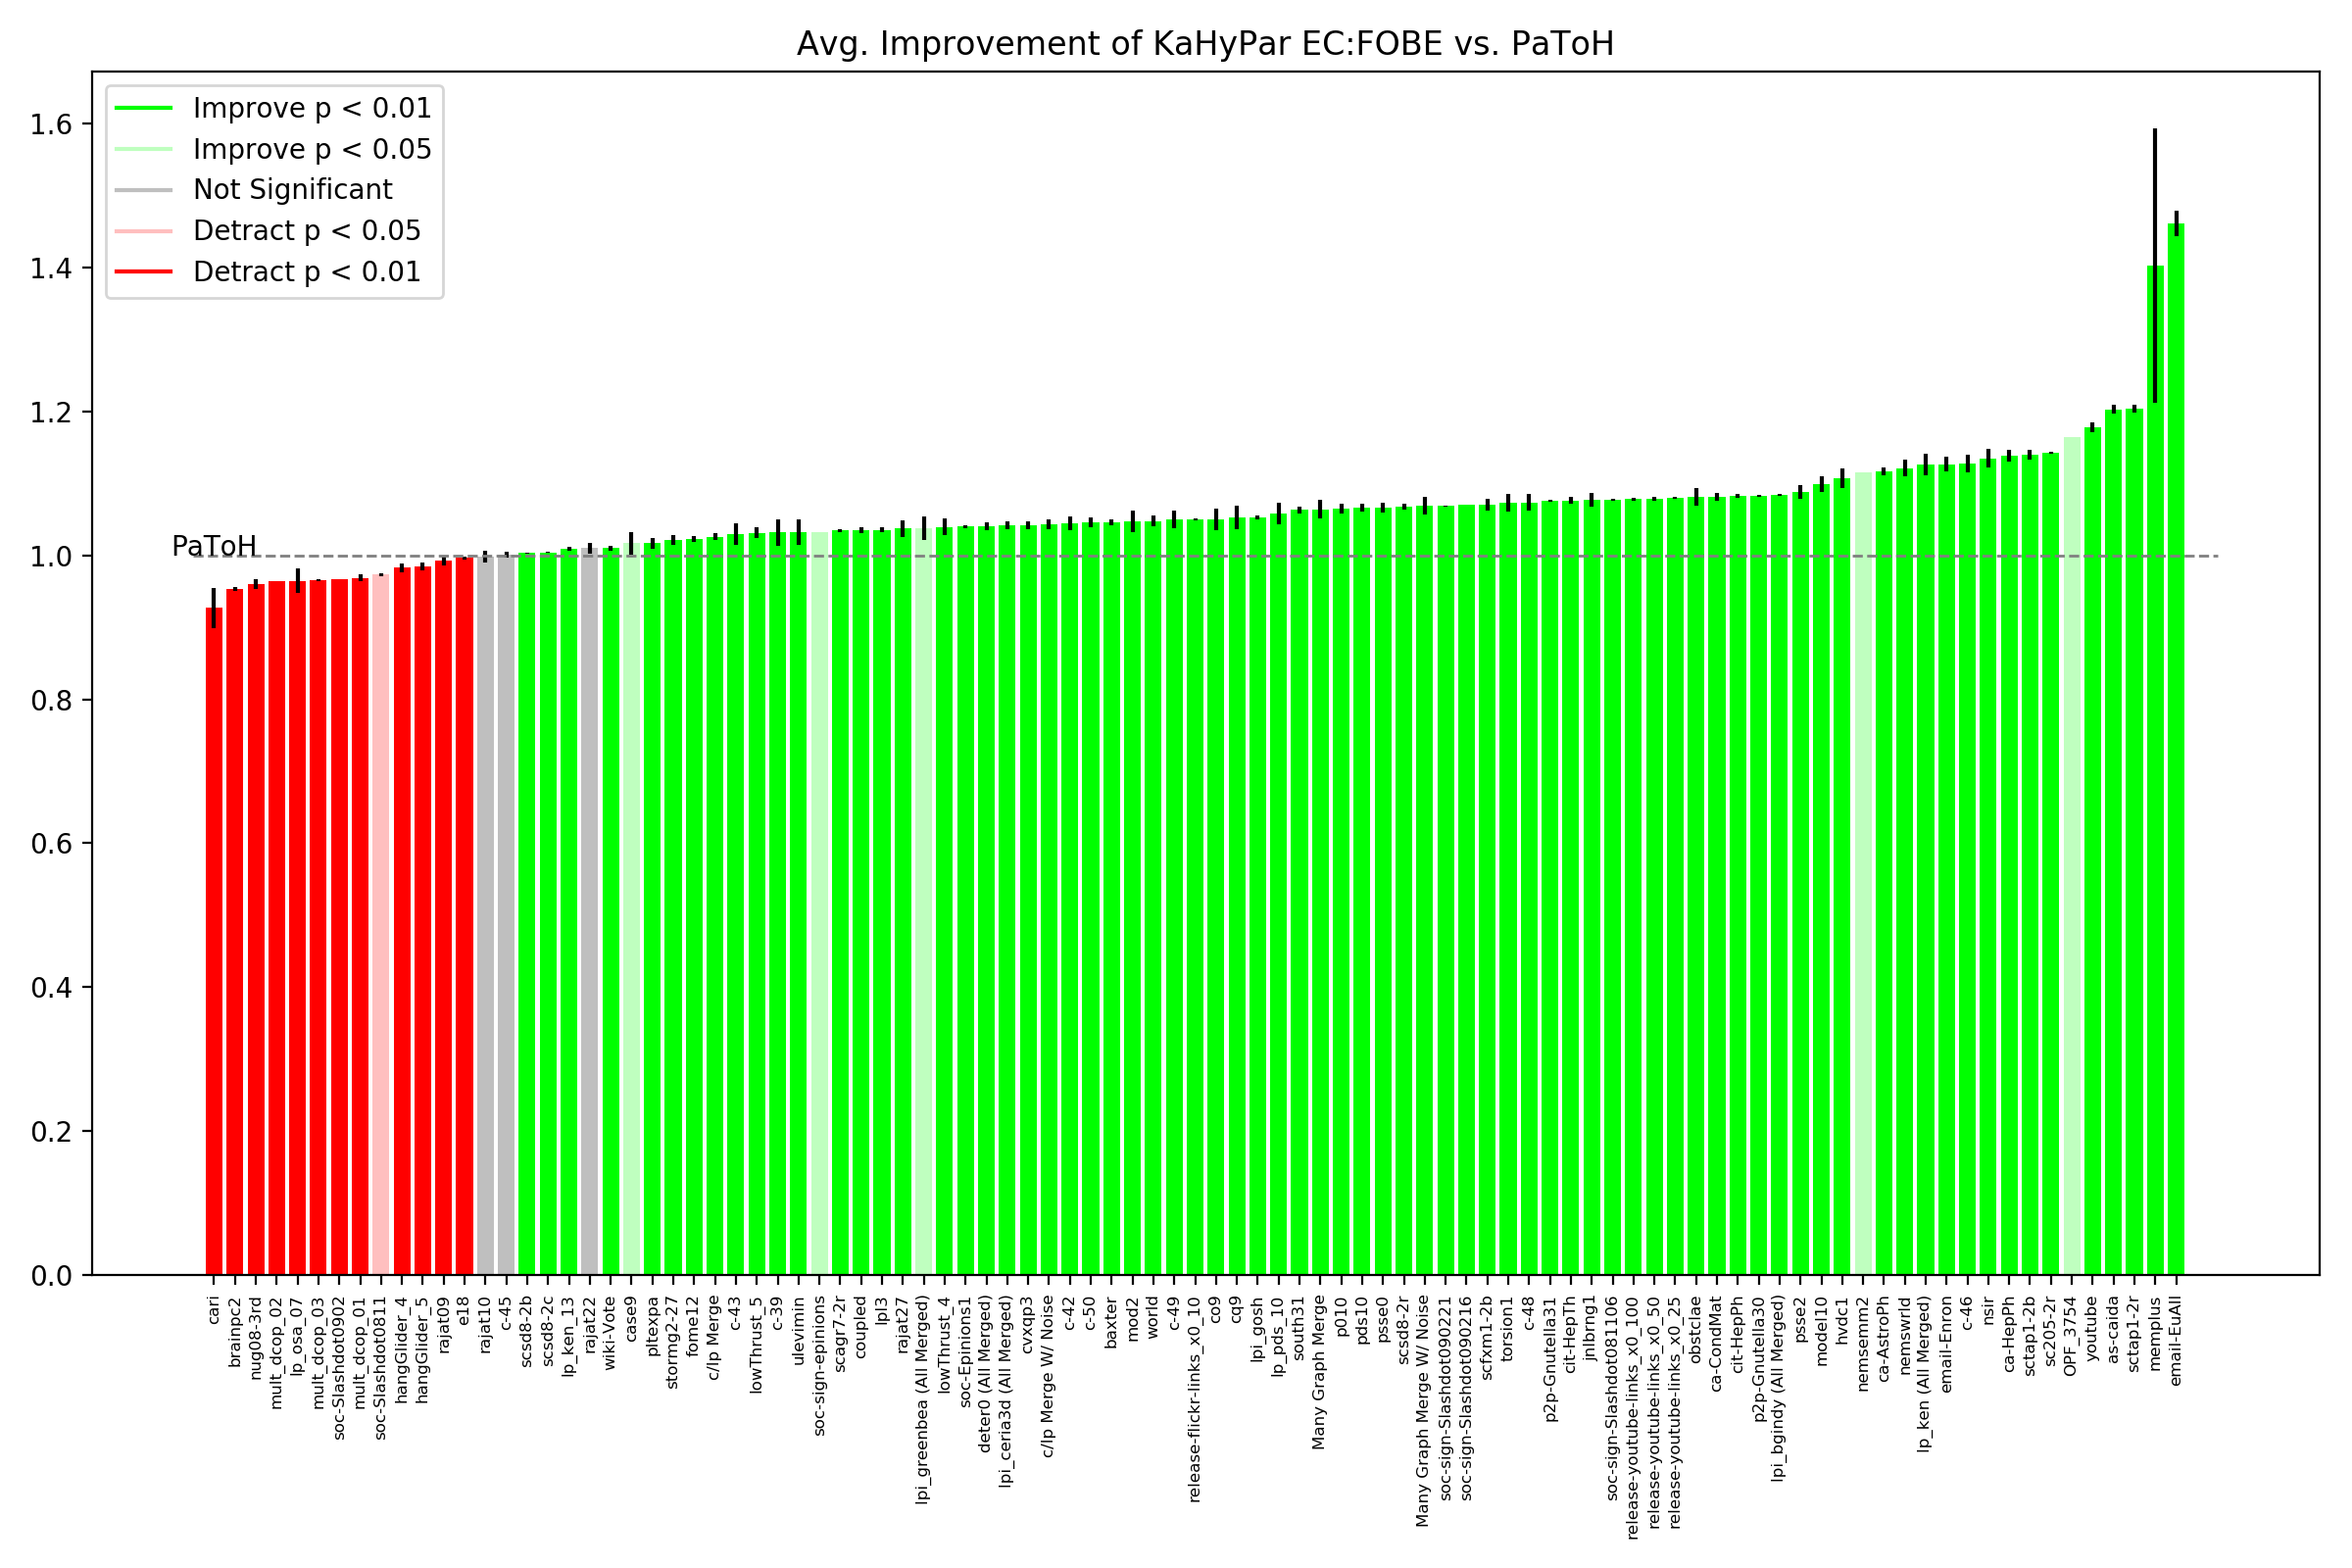 Avg. Improvement of KaHyPar EC:FOBE vs. PaToH
Improve p < 0.01
Improve p < 0.05
Not Significant
Detract p < 0.05
Detract p < 0.01
1.6
1.4
1.2
1.0
0.8
0.6
0.4
0.2
0.0
PaToH
cari
brainpc2
nug08-3rd
mult_dcop_02
lp_osa_07
mult_dcop_03
soc-Slashdot0902
mult_dcop_01
soc-Slashdot0811
hangGlider_4
hangGlider_5
rajat09
e18
rajat10
c-45
scsd8-2b
scsd8-2c
lp_ken_13
rajat22
wiki-Vote
case9
pltexpa
stormg2-27
fome12
c/lp Merge
c-43
lowThrust_5
c-39
ulevimin
soc-sign-epinions
scagr7-2r
coupled
lpl3
rajat27
lpi_greenbea (All Merged)
lowThrust_4
soc-Epinions1
deter0 (All Merged)
lpi_ceria3d (All Merged)
cvxqp3
c/lp Merge W/ Noise
c-42
c-50
baxter
mod2
world
c-49
release-flickr-links_x0_10
co9
cq9
lpi_gosh
lp_pds_10
south31
Many Graph Merge
p010
pds10
psse0
scsd8-2r
Many Graph Merge W/ Noise
soc-sign-Slashdot090221
soc-sign-Slashdot090216
scfxm1-2b
torsion1
c-48
p2p-Gnutella31
cit-HepTh
jnlbrng1
soc-sign-Slashdot081106
release-youtube-links_x0_100
release-youtube-links_x0_50
release-youtube-links_x0_25
obstclae
ca-CondMat
cit-HepPh
p2p-Gnutella30
lpi_bgindy (All Merged)
psse2
model10
hvdc1
nemsemm2
ca-AstroPh
nemswrld
lp_ken (All Merged)
email-Enron
c-46
nsir
ca-HepPh
sctap1-2b
sc205-2r
OPF_3754
youtube
as-caida
sctap1-2r
memplus
email-EuAll